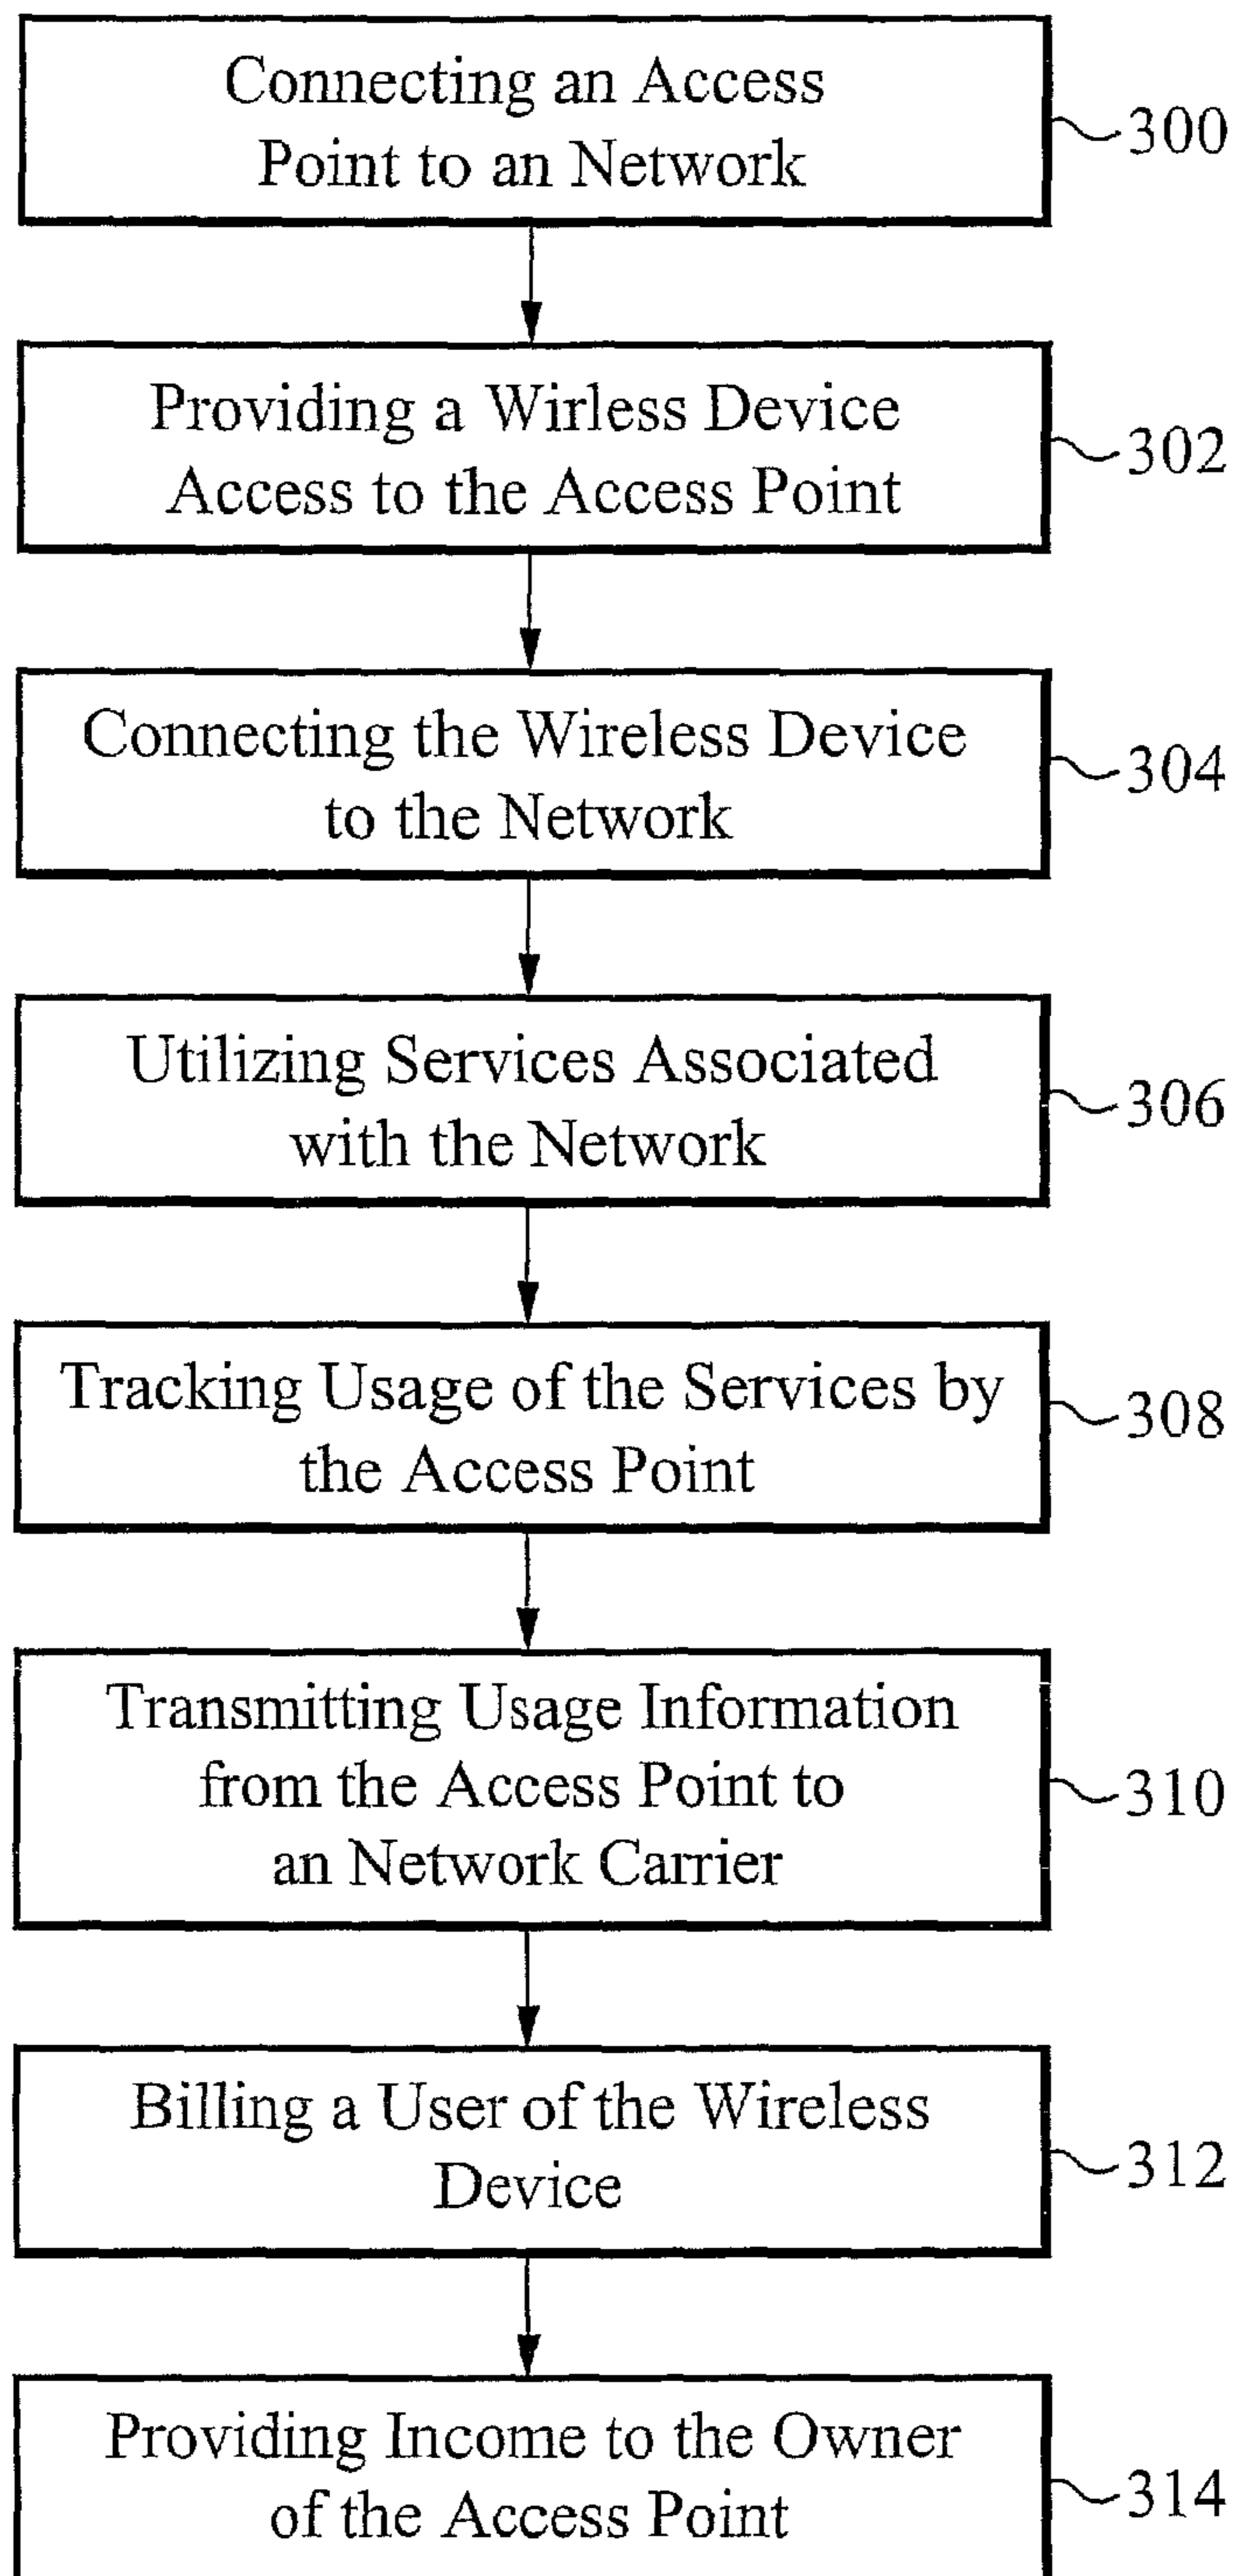 Connecting an Access
Point to an Network
300
Providing a Wirless Device
Access to the Access Point
302
Connecting the Wireless Device
to the Network
304
Utilizing Services Associated
with the Network
306
Tracking Usage of the Services by
the Access Point
308
Transmitting Usage Information
from the Access Point to
an Network Carrier
310
Billing a User of the Wireless
Device
312
Providing Income to the Owner
of the Access Point
314